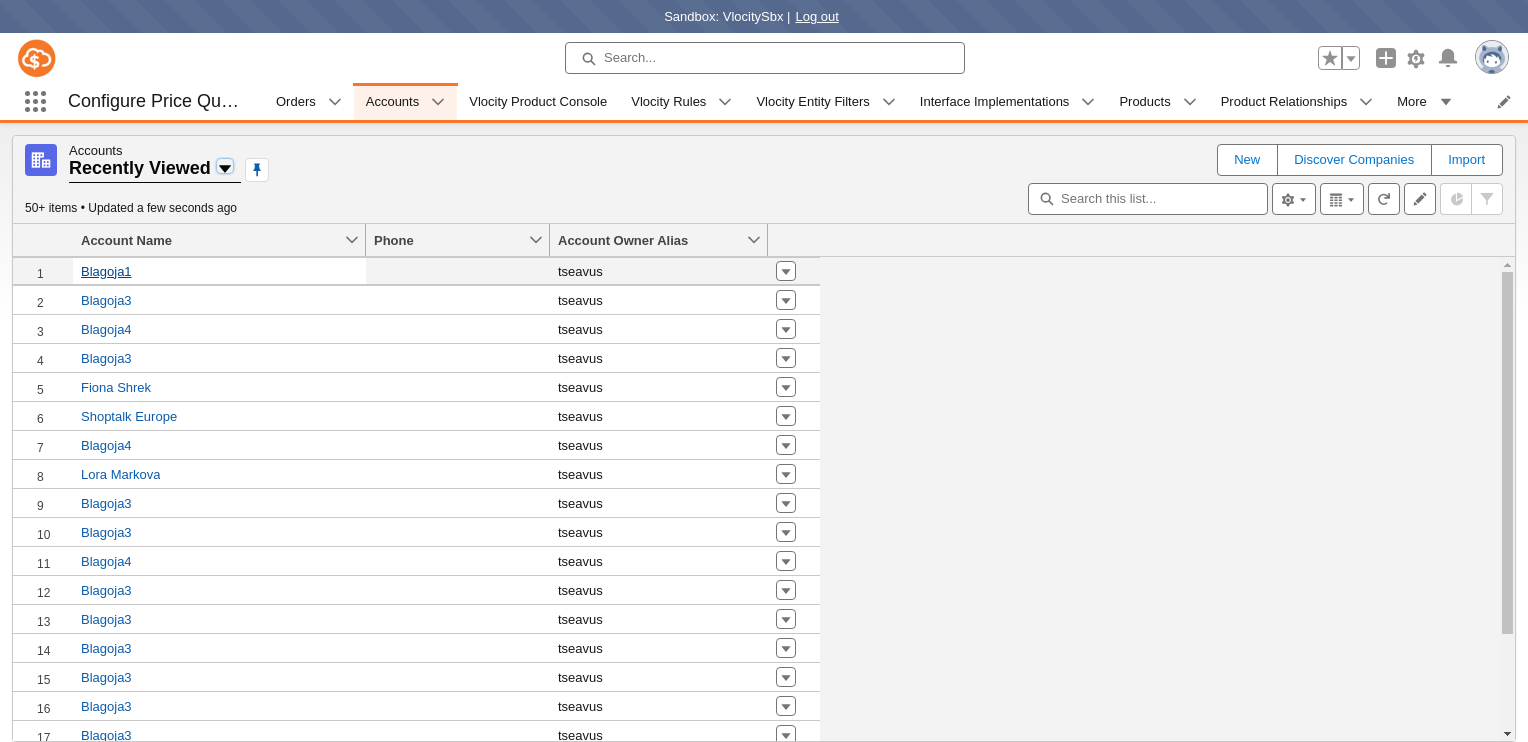 Sandbox: VlocitySbx | Log out
Search...
Configure Price Qu…
Orders
Accounts
Vlocity Product Console
Vlocity Rules
Vlocity Entity Filters
Interface Implementations
Products
Product Relationships
More
Accounts
Recently Viewed
New
Discover Companies
Import
50+ items • Updated a few seconds ago
Search this list...
Account Name
Phone
Account Owner Alias
1 Blagoja1 tseavus
2 Blagoja3 tseavus
3 Blagoja4 tseavus
4 Blagoja3 tseavus
5 Fiona Shrek tseavus
6 Shoptalk Europe tseavus
7 Blagoja4 tseavus
8 Lora Markova tseavus
9 Blagoja3 tseavus
10 Blagoja3 tseavus
11 Blagoja4 tseavus
12 Blagoja3 tseavus
13 Blagoja3 tseavus
14 Blagoja3 tseavus
15 Blagoja3 tseavus
16 Blagoja3 tseavus
17 Blagoja3 tseavus